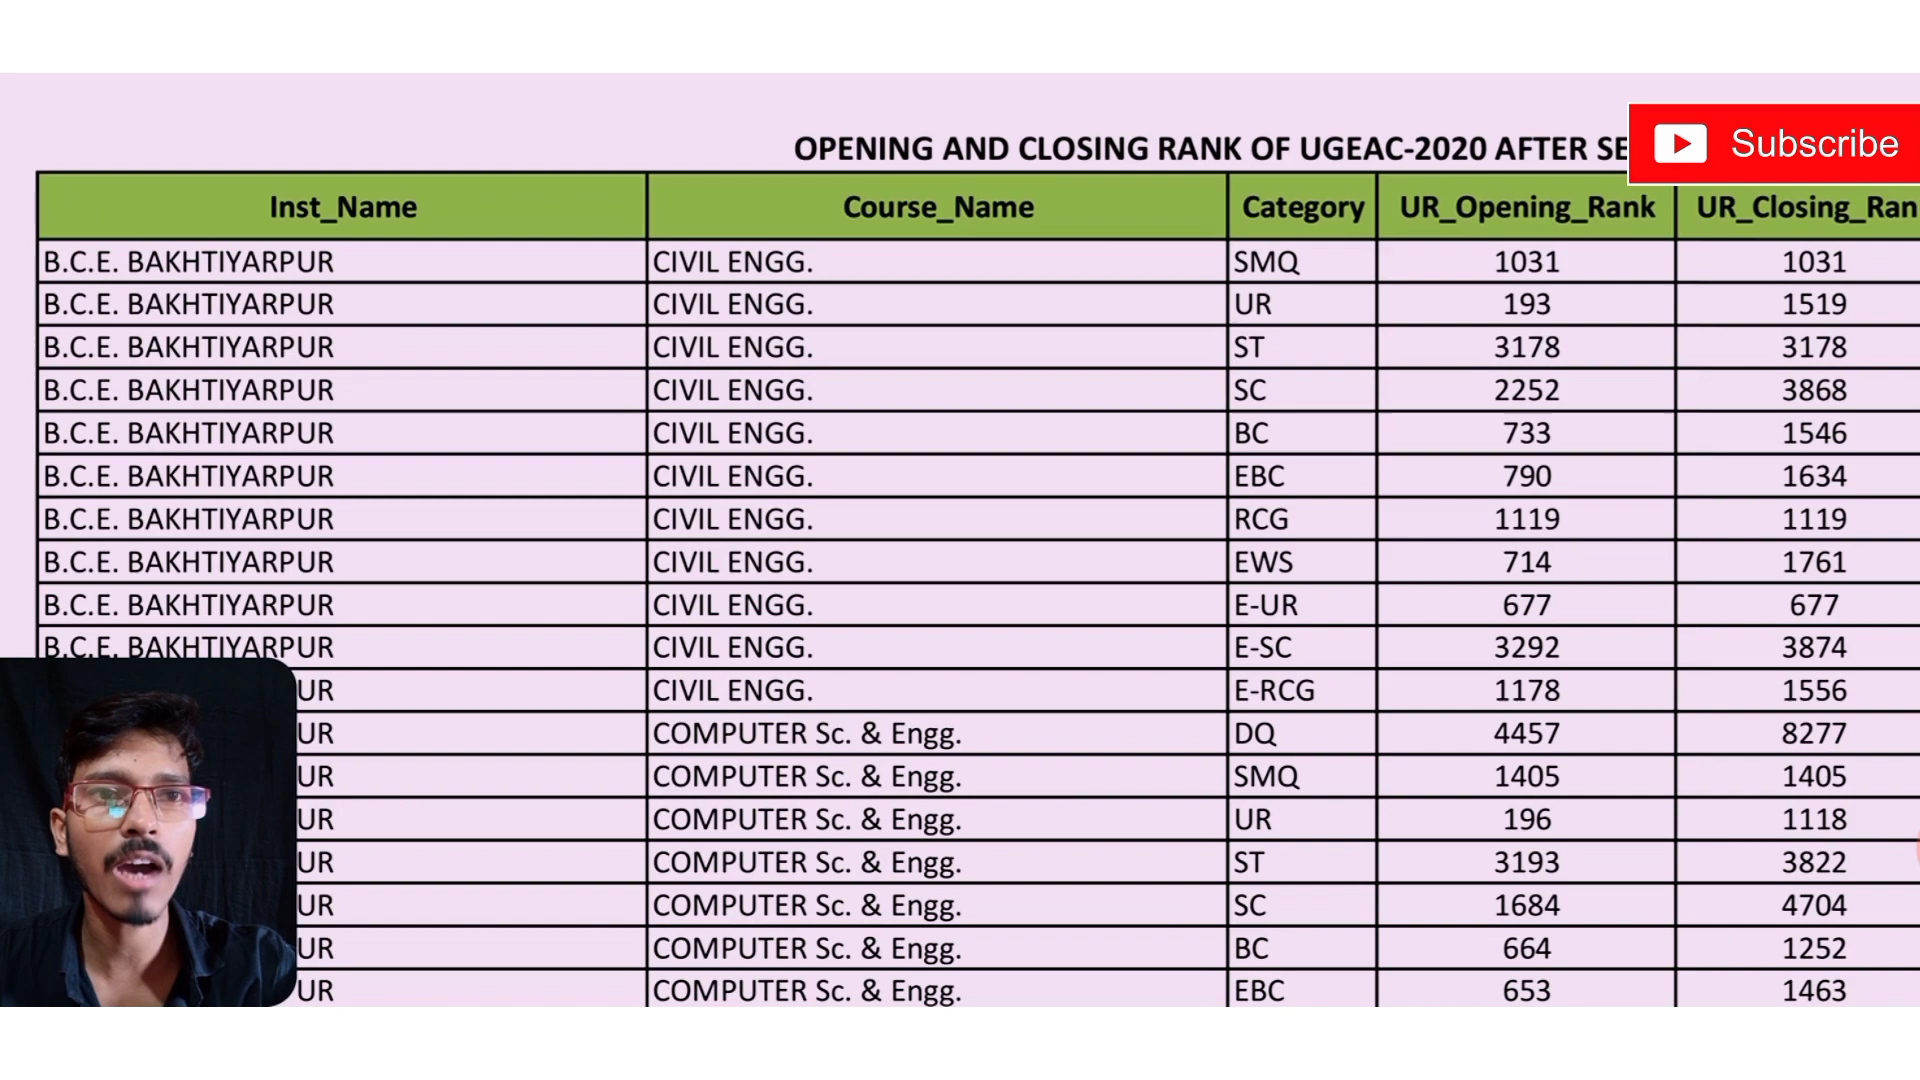 OPENING AND CLOSING RANK OF UGEAC-2020 AFTER SE
Subscribe
Inst_Name Course_Name Category UR_Opening_Rank UR_Closing_Ran
B.C.E. BAKHTIYARPUR CIVIL ENGG. SMQ 1031 1031
B.C.E. BAKHTIYARPUR CIVIL ENGG. UR 193 1519
B.C.E. BAKHTIYARPUR CIVIL ENGG. ST 3178 3178
B.C.E. BAKHTIYARPUR CIVIL ENGG. SC 2252 3868
B.C.E. BAKHTIYARPUR CIVIL ENGG. BC 733 1546
B.C.E. BAKHTIYARPUR CIVIL ENGG. EBC 790 1634
B.C.E. BAKHTIYARPUR CIVIL ENGG. RCG 1119 1119
B.C.E. BAKHTIYARPUR CIVIL ENGG. EWS 714 1761
B.C.E. BAKHTIYARPUR CIVIL ENGG. E-UR 677 677
B.C.E. BAKHTIYARPUR CIVIL ENGG. E-SC 3292 3874
UR CIVIL ENGG. E-RCG 1178 1556
UR COMPUTER Sc. & Engg. DQ 4457 8277
UR COMPUTER Sc. & Engg. SMQ 1405 1405
UR COMPUTER Sc. & Engg. UR 196 1118
UR COMPUTER Sc. & Engg. ST 3193 3822
UR COMPUTER Sc. & Engg. SC 1684 4704
UR COMPUTER Sc. & Engg. BC 664 1252
UR COMPUTER Sc. & Engg. EBC 653 1463